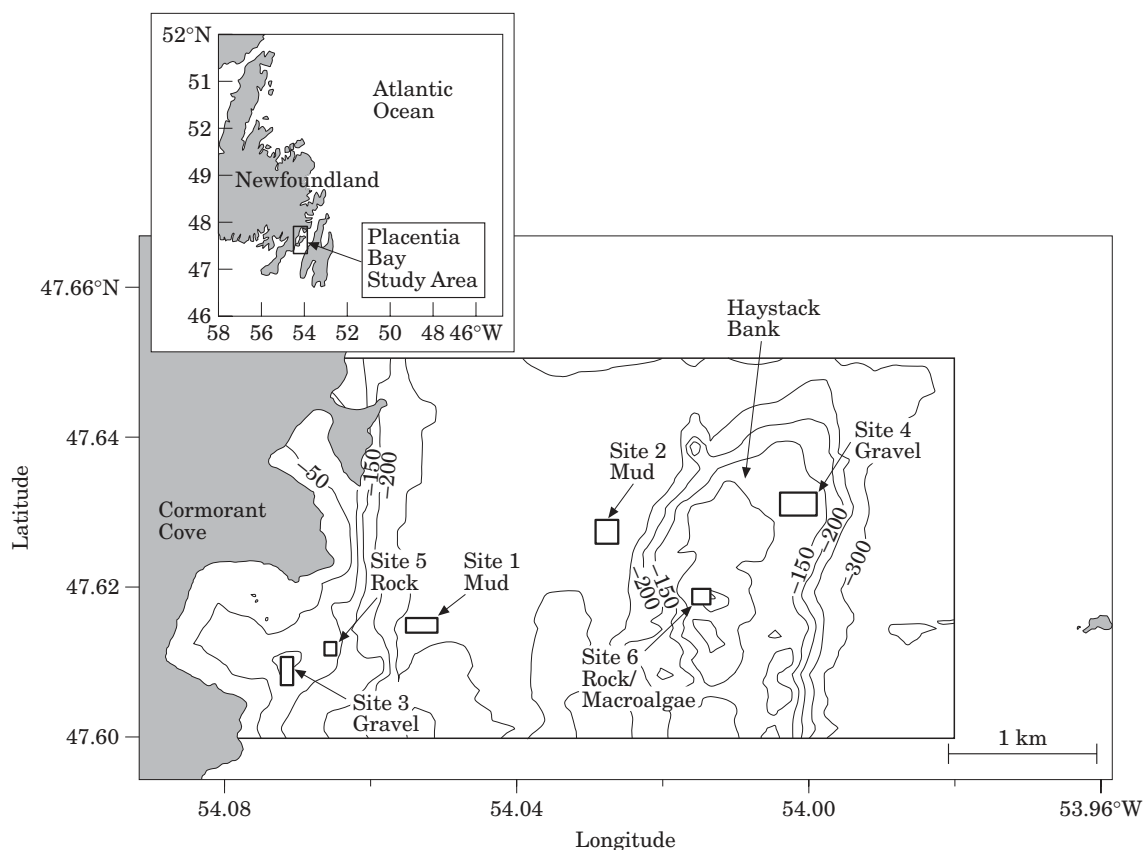 52°N
51
52
49
48
47
46
58
56
54
52
50
48
46°W
Atlantic
Ocean
Newfoundland
Placentia
Bay
Study Area
47.66°N
47.64
47.62
47.60
Latitude
Haystack
Bank
Site 4
Gravel
Site 2
Mud
Cormorant
Cove
Site 5
Rock
Site 1
Mud
Site 3
Gravel
Site 6
Rock/
Macroalgae
–50
–150
–200
–200
–150
–150
–200
–300
1 km
54.08
54.04
54.00
53.96°W
Longitude